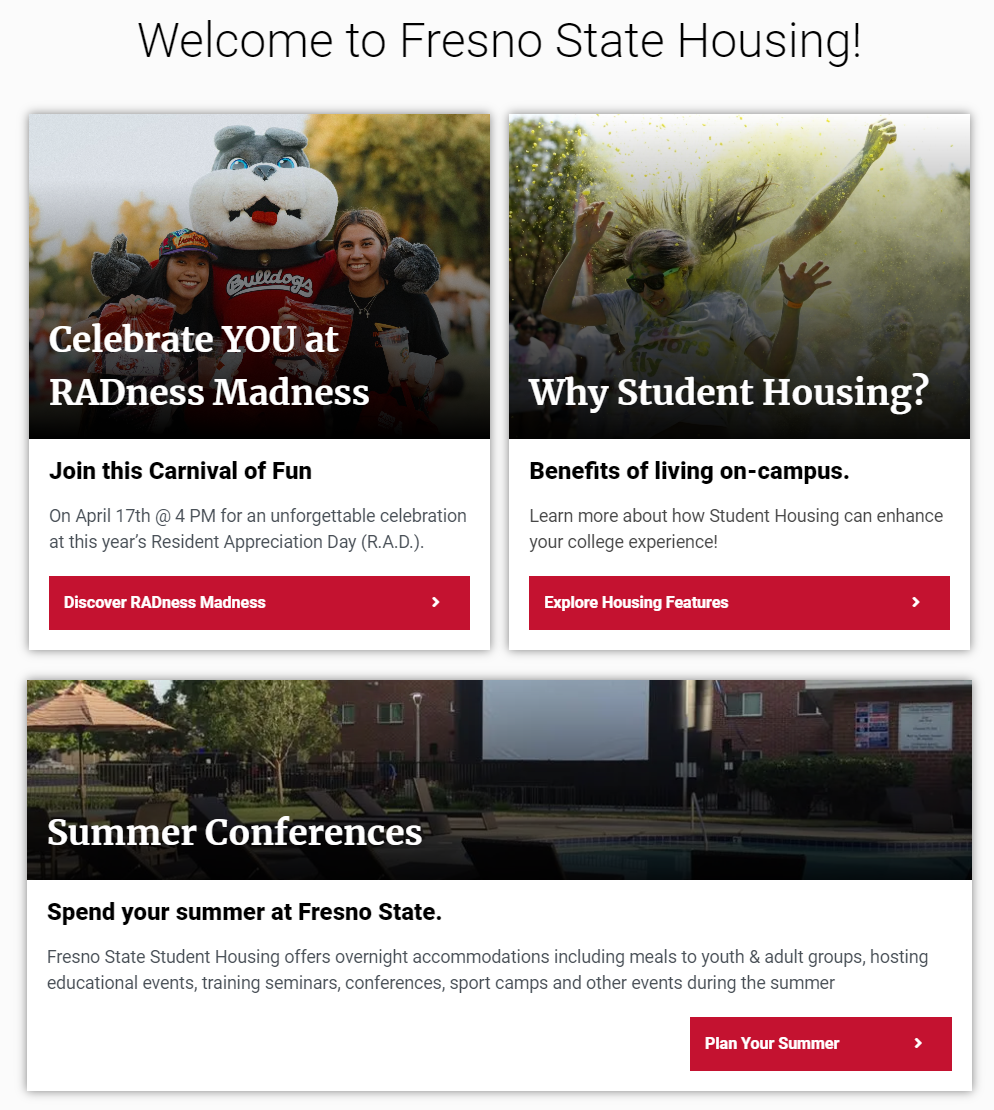 Welcome to Fresno State Housing!
Bulldogs
Celebrate YOU at
RADness Madness
Join this Carnival of Fun
On April 17th @ 4 PM for an unforgettable celebration
at this year’s Resident Appreciation Day (R.A.D.).
Discover RADness Madness
Why Student Housing?
Benefits of living on-campus.
Learn more about how Student Housing can enhance
your college experience!
Explore Housing Features
Summer Conferences
Spend your summer at Fresno State.
Fresno State Student Housing offers overnight accommodations including meals to youth & adult groups, hosting
educational events, training seminars, conferences, sport camps and other events during the summer
Plan Your Summer